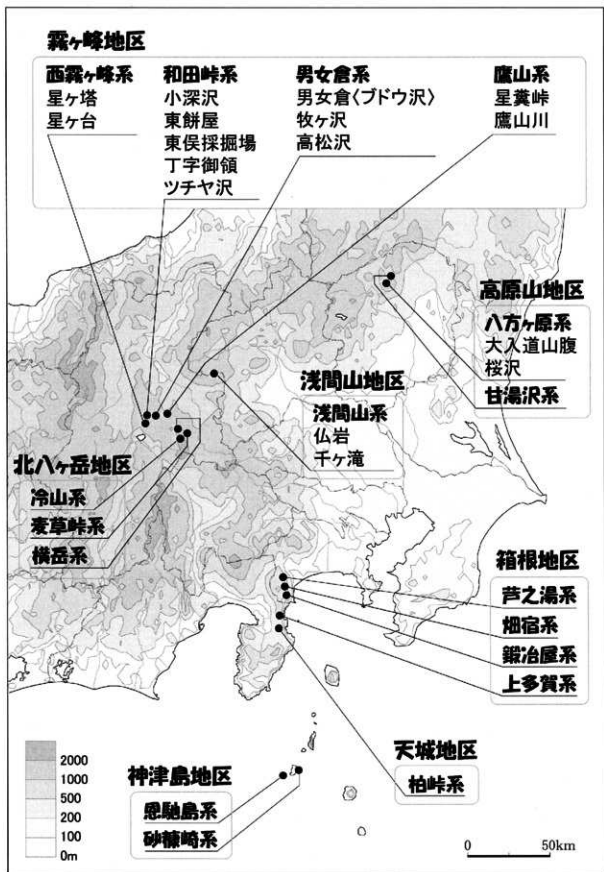 霧ヶ峰地区
西霧ヶ峰系
星ヶ塔
星ヶ台
和田峠系
小深沢
東餅屋
東俣採掘場
丁字御領
ツチヤ沢
男女倉系
男女倉〈ブドウ沢〉
牧ヶ沢
高松沢
鷹山系
星糞峠
鷹山川
高原山地区
八方ヶ原系
大入道山腹
桜沢
甘湯沢系
浅間山地区
浅間山系
仏岩
千ヶ滝
北八ヶ岳地区
冷山系
麦草峠系
横岳系
箱根地区
芦之湯系
畑宿系
鍛冶屋系
上多賀系
天城地区
柏峠系
神津島地区
恩馳島系
砂糠崎系
2000
1000
500
200
100
0m
0 50km